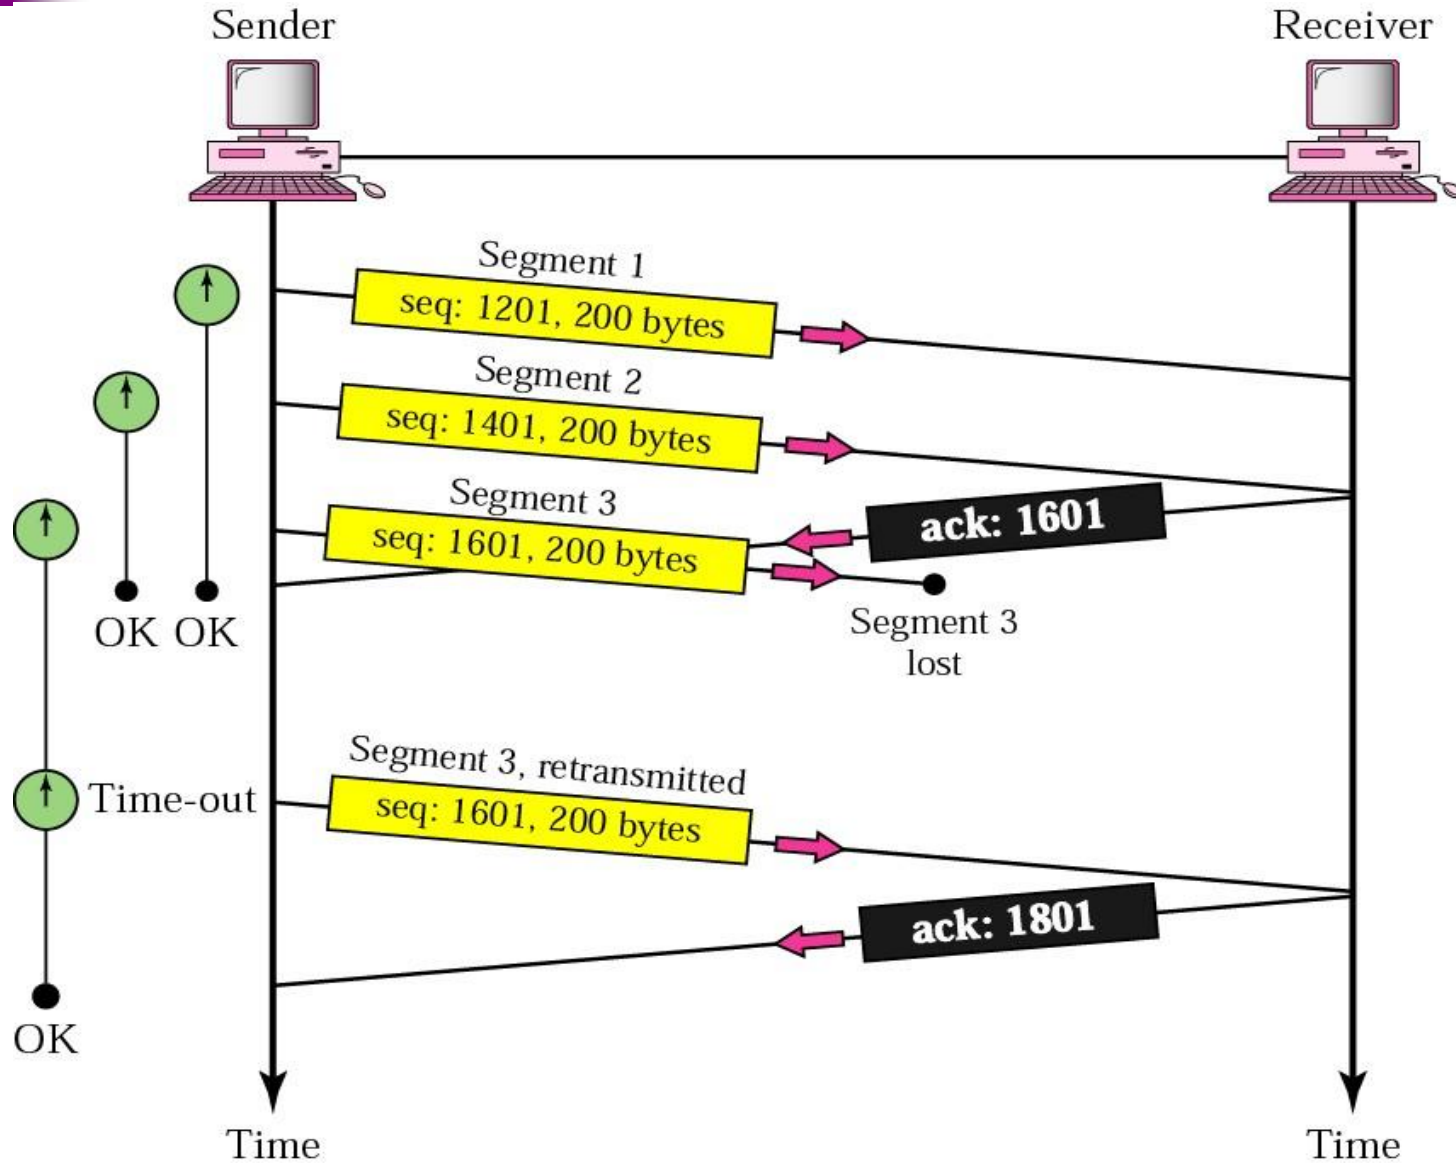 Sender
Receiver
Segment 1
seq: 1201, 200 bytes
Segment 2
seq: 1401, 200 bytes
Segment 3
seq: 1601, 200 bytes
ack: 1601
OK
OK
Segment 3
lost
Segment 3, retransmitted
Time-out
seq: 1601, 200 bytes
ack: 1801
OK
Time
Time